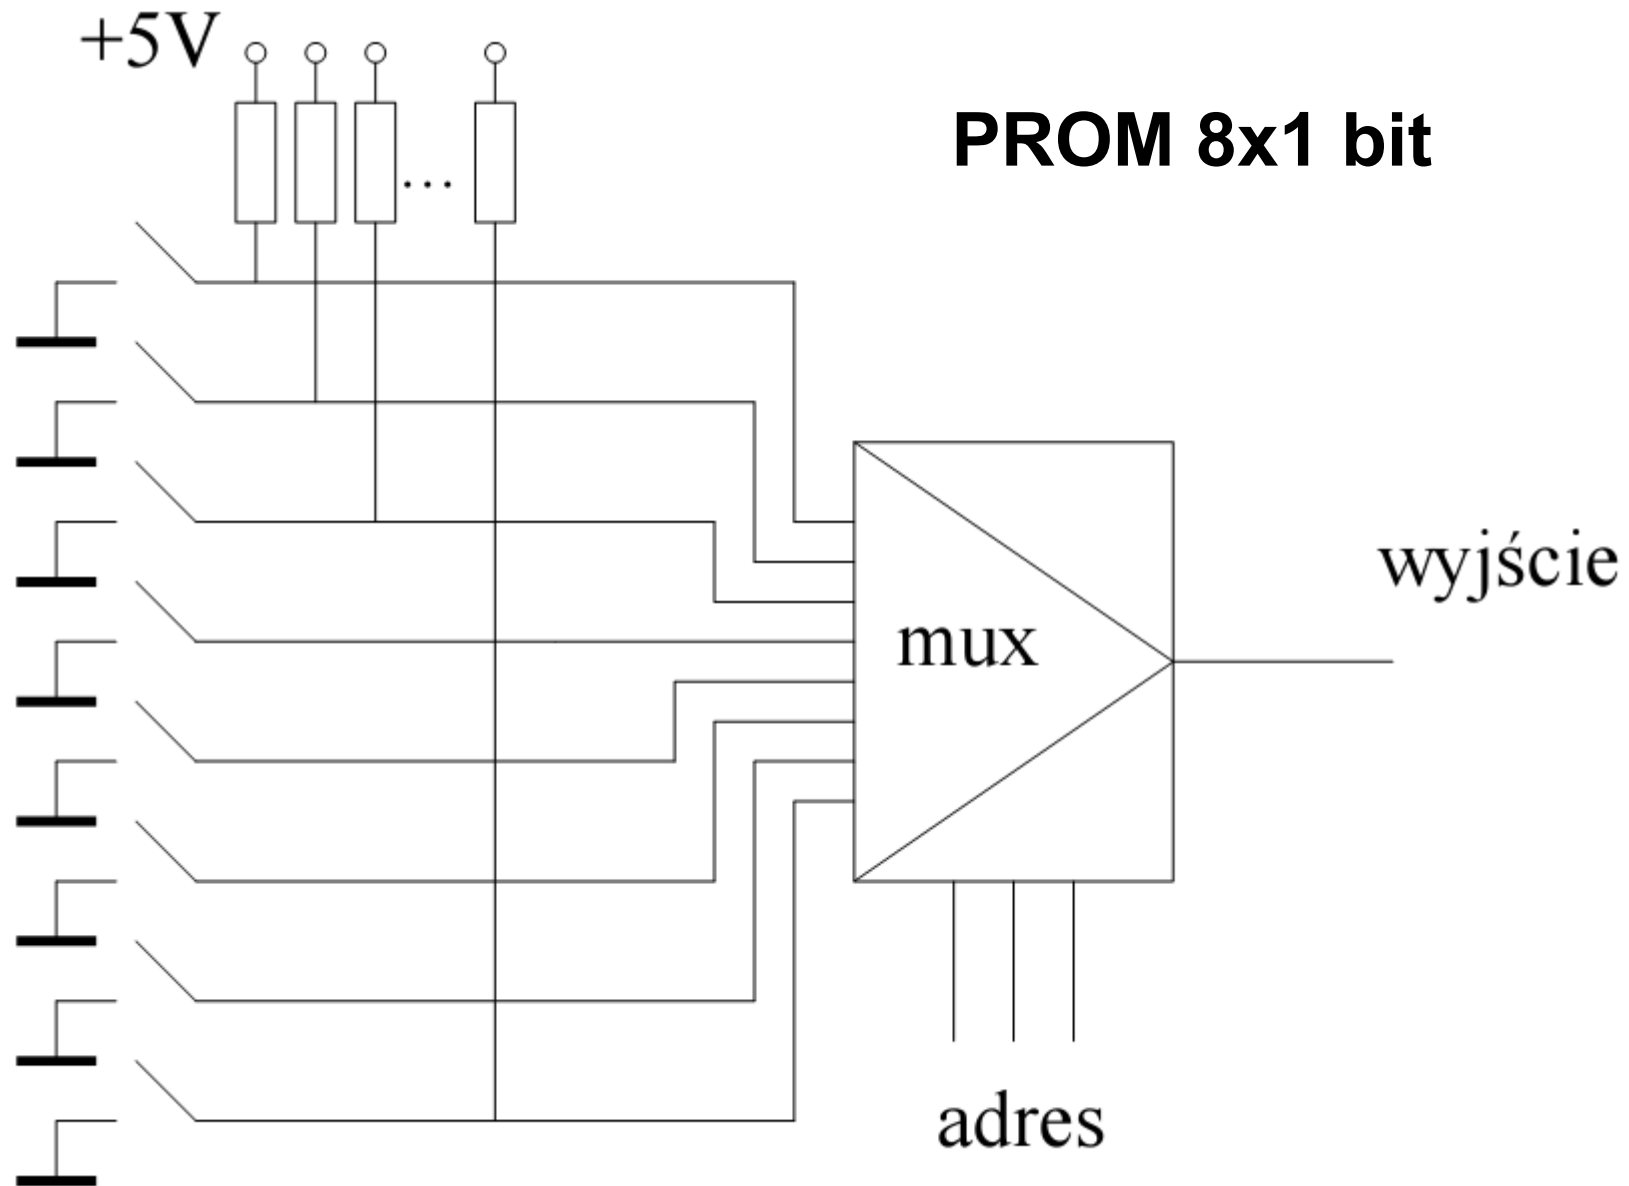 +5V
PROM 8x1 bit
...
wyjście
mux
adres